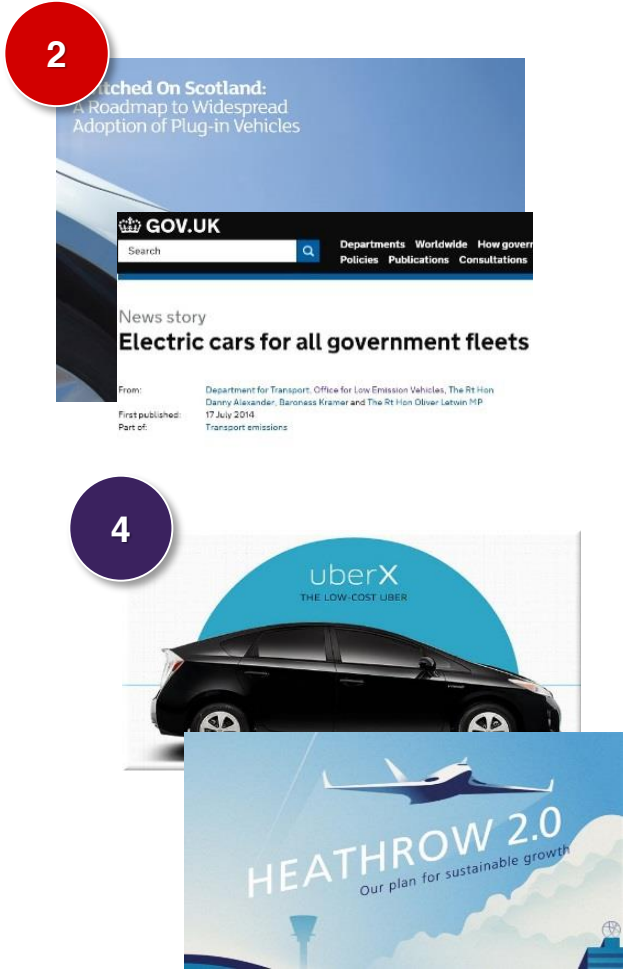 2
tched On Scotland:
A Roadmap to Widespread
Adoption of Plug-in Vehicles
GOV.UK
Search
Departments Worldwide How govern
Policies Publications Consultations
News story
Electric cars for all government fleets
From: Department for Transport, Office for Low Emission Vehicles, The Rt Hon
Danny Alexander, Baroness Kramer and The Rt Hon Oliver Letwin MP
First published: 17 July 2014
Part of: Transport emissions
4
uberX
THE LOW-COST UBER
HEATHROW 2.0
Our plan for sustainable growth